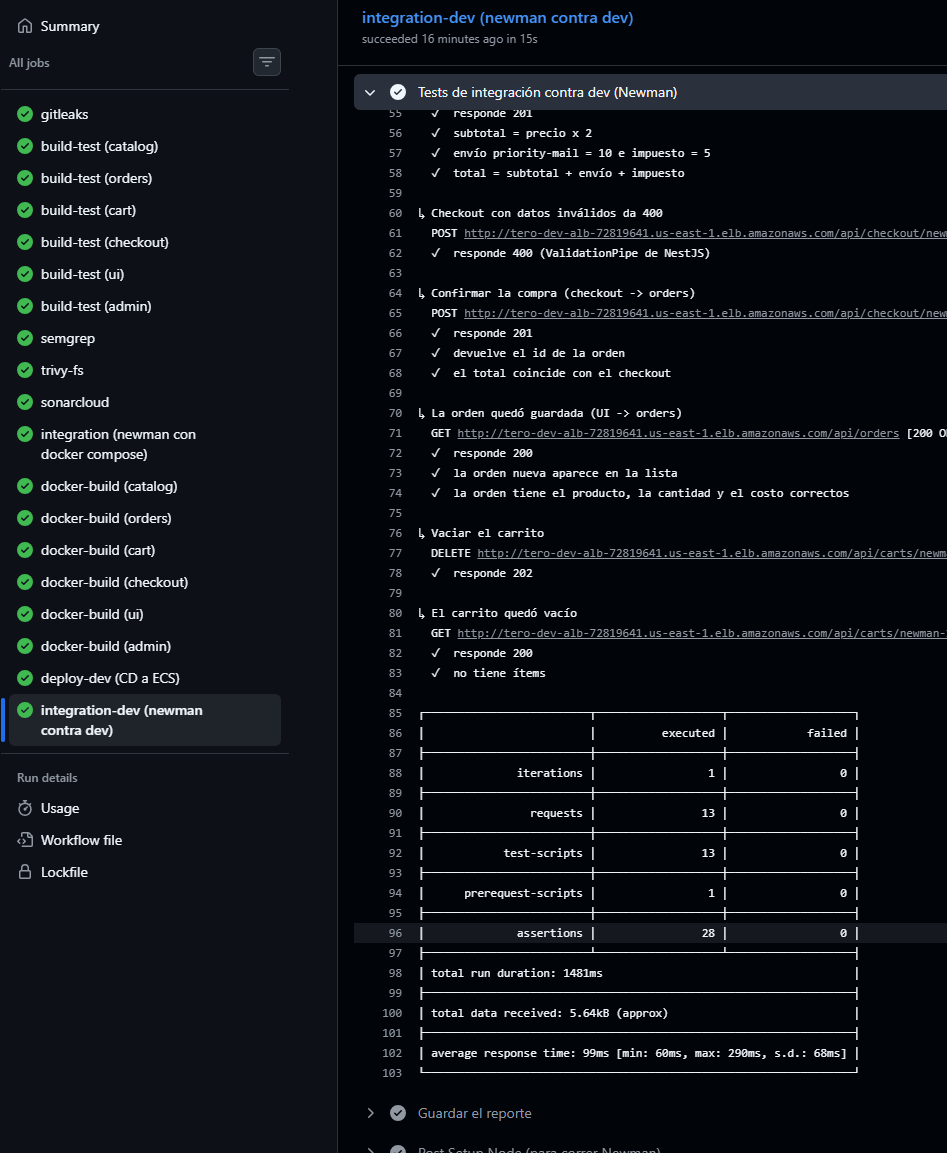 Summary
All jobs
gitleaks
build-test (catalog)
build-test (orders)
build-test (cart)
build-test (checkout)
build-test (ui)
build-test (admin)
semgrep
trivy-fs
sonarcloud
integration (newman con
docker compose)
docker-build (catalog)
docker-build (orders)
docker-build (cart)
docker-build (checkout)
docker-build (ui)
docker-build (admin)
deploy-dev (CD a ECS)
integration-dev (newman
contra dev)
Run details
Usage
Workflow file
Lockfile
integration-dev (newman contra dev)
succeeded 16 minutes ago in 15s
Tests de integración contra dev (Newman)
55 ✓ responde 201
56 ✓ subtotal = precio x 2
57 ✓ envío priority-mail = 10 e impuesto = 5
58 ✓ total = subtotal + envío + impuesto
59
60 ↳ Checkout con datos inválidos da 400
61 POST http://tero-dev-alb-72819641.us-east-1.elb.amazonaws.com/api/checkout/new
62 ✓ responde 400 (ValidationPipe de NestJS)
63
64 ↳ Confirmar la compra (checkout -> orders)
65 POST http://tero-dev-alb-72819641.us-east-1.elb.amazonaws.com/api/checkout/new
66 ✓ responde 201
67 ✓ devuelve el id de la orden
68 ✓ el total coincide con el checkout
69
70 ↳ La orden quedó guardada (UI -> orders)
71 GET http://tero-dev-alb-72819641.us-east-1.elb.amazonaws.com/api/orders [200 O
72 ✓ responde 200
73 ✓ la orden nueva aparece en la lista
74 ✓ la orden tiene el producto, la cantidad y el costo correctos
75
76 ↳ Vaciar el carrito
77 DELETE http://tero-dev-alb-72819641.us-east-1.elb.amazonaws.com/api/carts/newm
78 ✓ responde 202
79
80 ↳ El carrito quedó vacío
81 GET http://tero-dev-alb-72819641.us-east-1.elb.amazonaws.com/api/carts/newman-
82 ✓ responde 200
83 ✓ no tiene ítems
84
85
86 │ │ executed │ failed │
87
88 │ iterations │ 1 │ 0 │
89
90 │ requests │ 13 │ 0 │
91
92 │ test-scripts │ 13 │ 0 │
93
94 │ prerequest-scripts │ 1 │ 0 │
95
96 │ assertions │ 28 │ 0 │
97
98 │ total run duration: 1481ms │
99
100 │ total data received: 5.64kB (approx) │
101
102 │ average response time: 99ms [min: 60ms, max: 290ms, s.d.: 68ms] │
103
Guardar el reporte
Post Setup Node (para correr Newman)